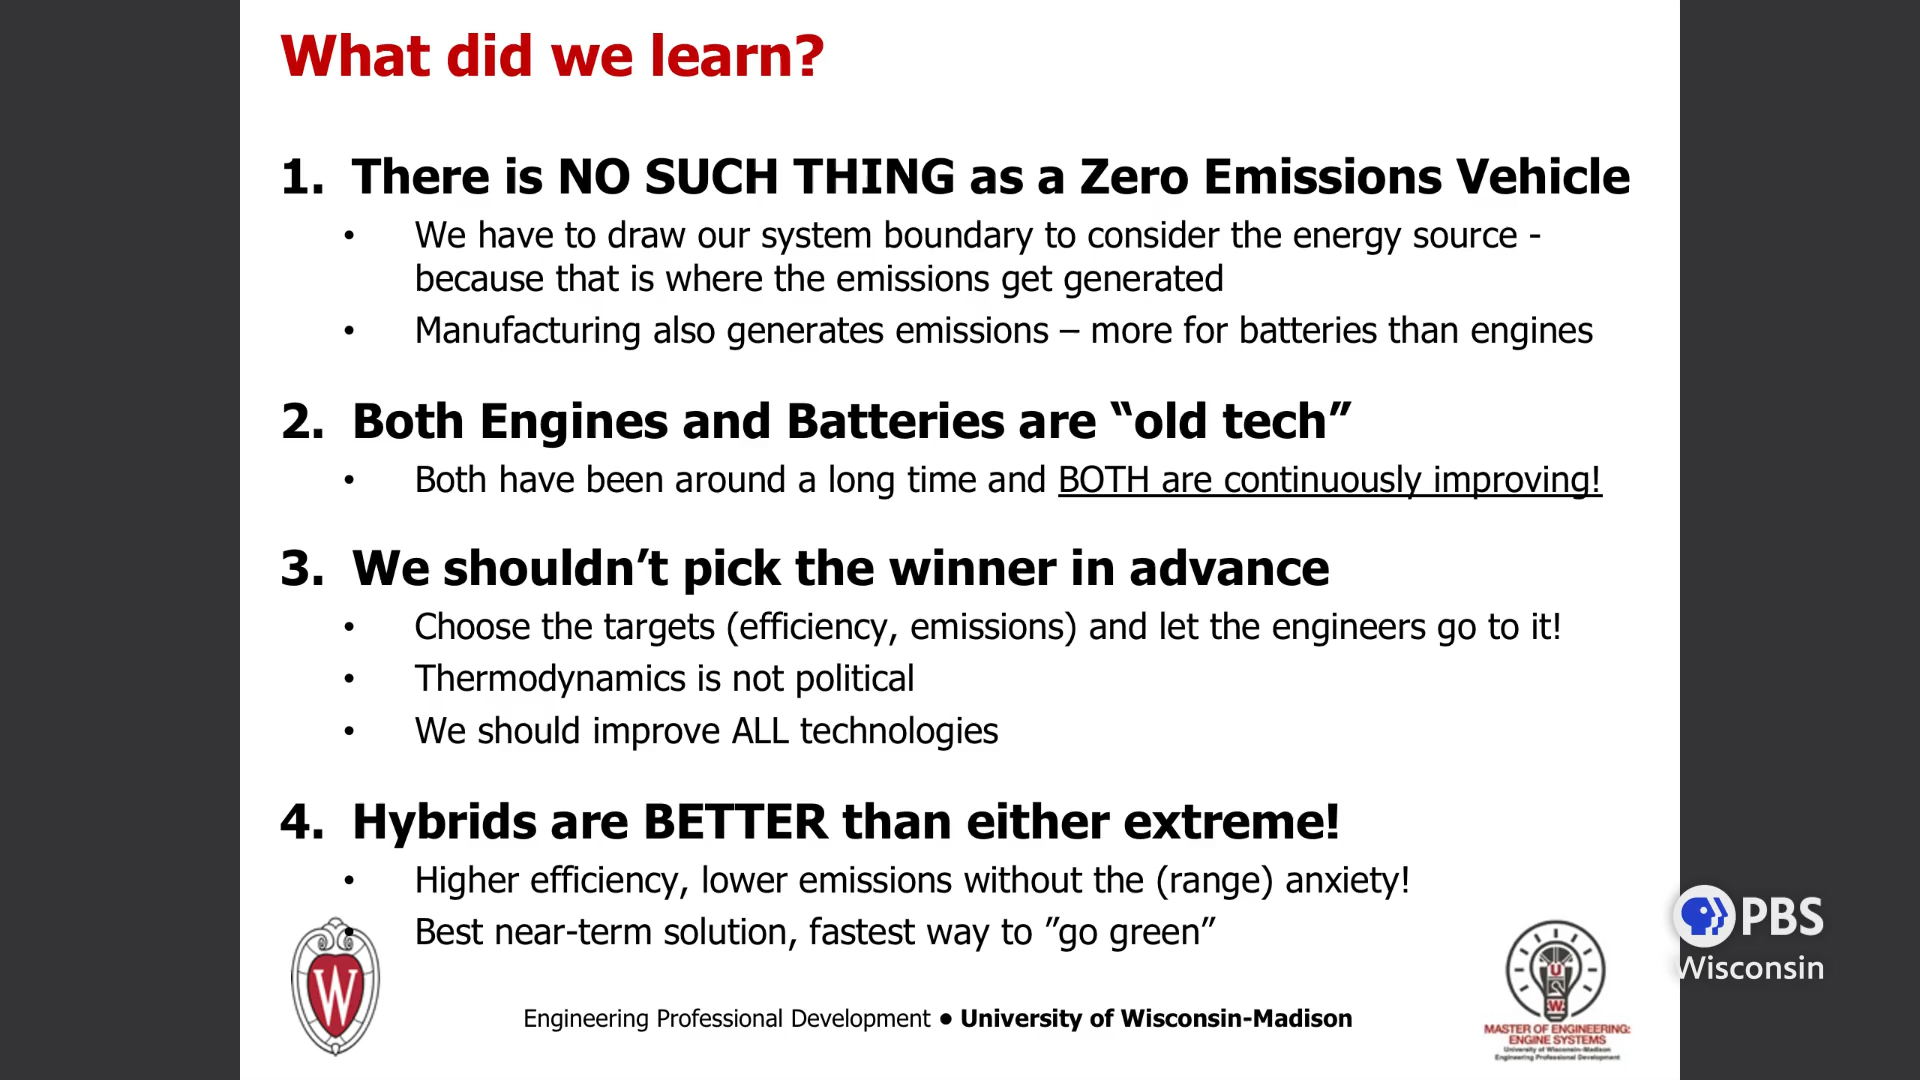 What did we learn?
1. There is NO SUCH THING as a Zero Emissions Vehicle
• We have to draw our system boundary to consider the energy source -
because that is where the emissions get generated
• Manufacturing also generates emissions – more for batteries than engines
2. Both Engines and Batteries are “old tech”
• Both have been around a long time and BOTH are continuously improving!
3. We shouldn’t pick the winner in advance
• Choose the targets (efficiency, emissions) and let the engineers go to it!
• Thermodynamics is not political
• We should improve ALL technologies
4. Hybrids are BETTER than either extreme!
• Higher efficiency, lower emissions without the (range) anxiety!
• Best near-term solution, fastest way to ”go green”
W
Engineering Professional Development • University of Wisconsin-Madison
U
W
MASTER OF ENGINEERING:
ENGINE SYSTEMS
University of Wisconsin–Madison
Engineering Professional Development
PBS
Wisconsin